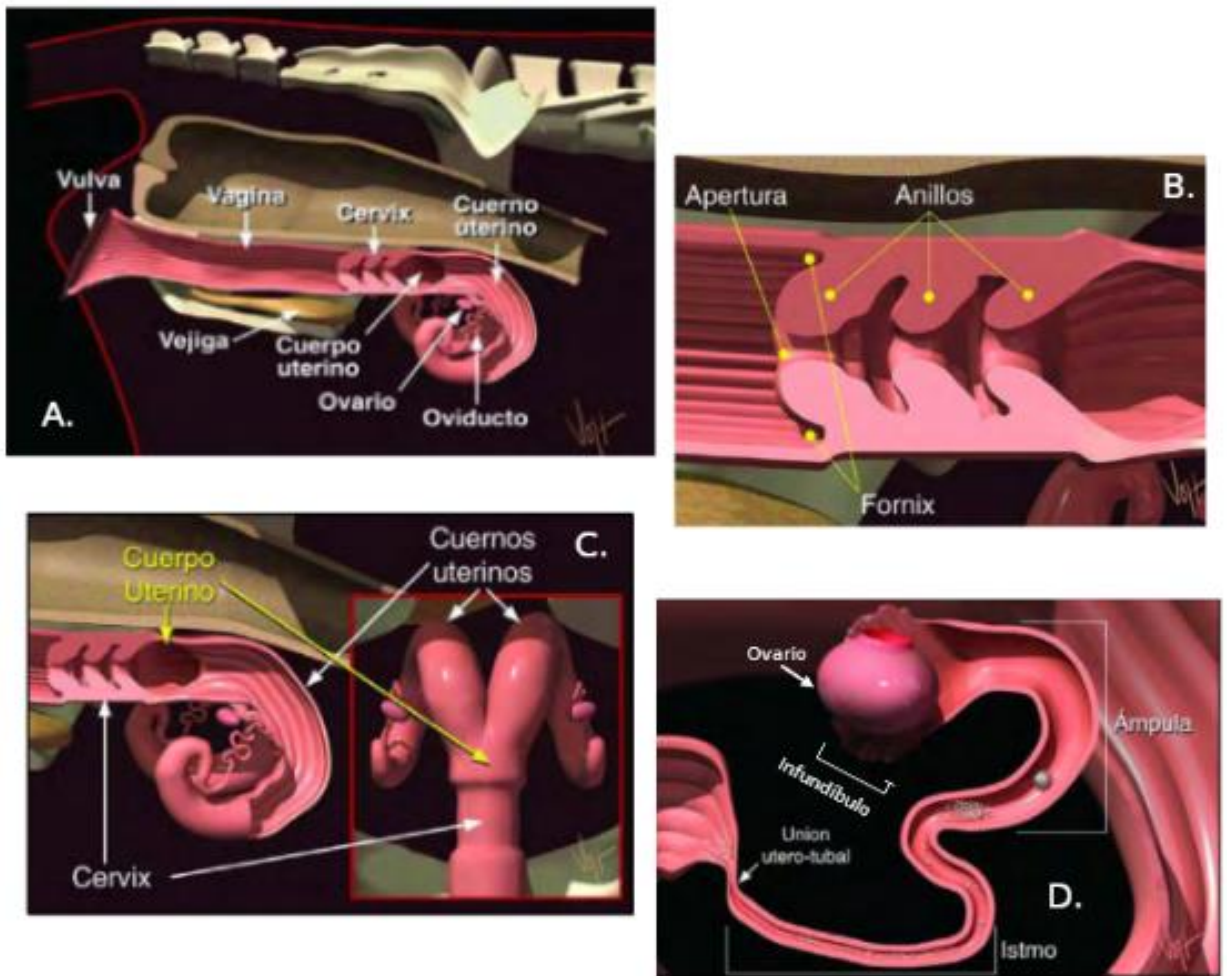 Vulva
Vagina
Cervix
Cuerno
uterino
Vejiga
Cuerpo
uterino
Ovario
Oviducto
A.
Apertura
Anillos
B.
Fornix
Cuerpo
Uterino
Cuernos
uterinos
C.
Cervix
Ovario
Infundíbulo
Ámpula
Union
utero-tubal
Istmo
D.